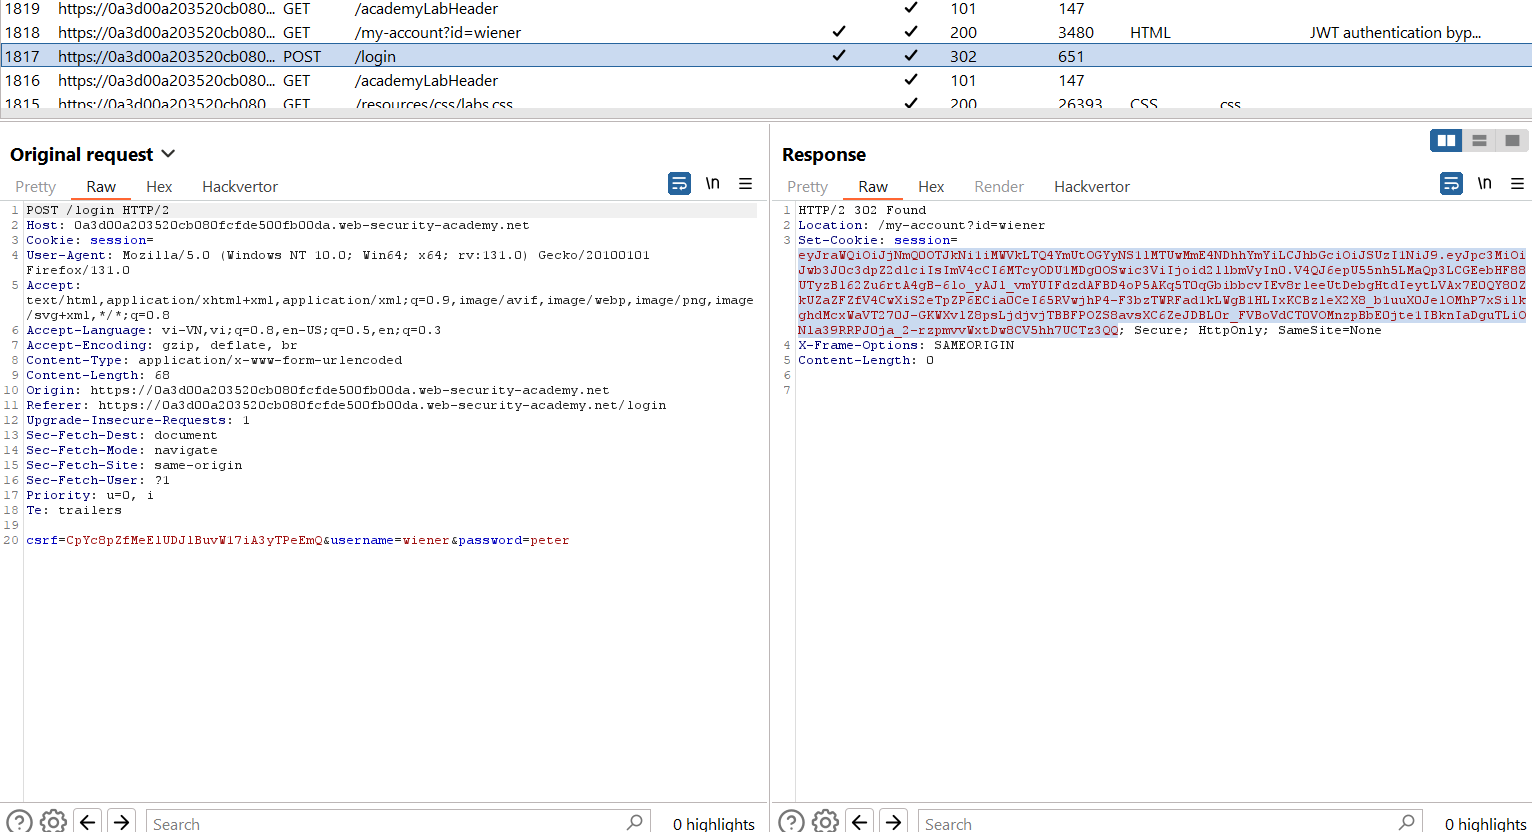 1819 https://0a3d00a203520cb080... GET /academyLabHeader ✓ 101 147
1818 https://0a3d00a203520cb080... GET /my-account?id=wiener ✓ ✓ 200 3480 HTML JWT authentication byp...
1817 https://0a3d00a203520cb080... POST /login ✓ ✓ 302 651
1816 https://0a3d00a203520cb080... GET /academyLabHeader ✓ 101 147
1815 https://0a3d00a203520cb080... GET /resources/css/labs.css ✓ 200 26393 CSS css
Original request
Pretty Raw Hex Hackvertor \n
1 POST /login HTTP/2
2 Host: 0a3d00a203520cb080fcfde500fb00da.web-security-academy.net
3 Cookie: session=
4 User-Agent: Mozilla/5.0 (Windows NT 10.0; Win64; x64; rv:131.0) Gecko/20100101
Firefox/131.0
5 Accept:
text/html,application/xhtml+xml,application/xml;q=0.9,image/avif,image/webp,image/png,image
/svg+xml,*/*;q=0.8
6 Accept-Language: vi-VN,vi;q=0.8,en-US;q=0.5,en;q=0.3
7 Accept-Encoding: gzip, deflate, br
8 Content-Type: application/x-www-form-urlencoded
9 Content-Length: 68
10 Origin: https://0a3d00a203520cb080fcfde500fb00da.web-security-academy.net
11 Referer: https://0a3d00a203520cb080fcfde500fb00da.web-security-academy.net/login
12 Upgrade-Insecure-Requests: 1
13 Sec-Fetch-Dest: document
14 Sec-Fetch-Mode: navigate
15 Sec-Fetch-Site: same-origin
16 Sec-Fetch-User: ?1
17 Priority: u=0, i
18 Te: trailers
19
20 csrf=CpYc8pZfMeElUDJlBuvW17iA3yTPeEmQ&username=wiener&password=peter
Search 0 highlights
Response
Pretty Raw Hex Render Hackvertor \n
1 HTTP/2 302 Found
2 Location: /my-account?id=wiener
3 Set-Cookie: session=
; Secure; HttpOnly; SameSite=None
4 X-Frame-Options: SAMEORIGIN
5 Content-Length: 0
6
7
Search 0 highlights